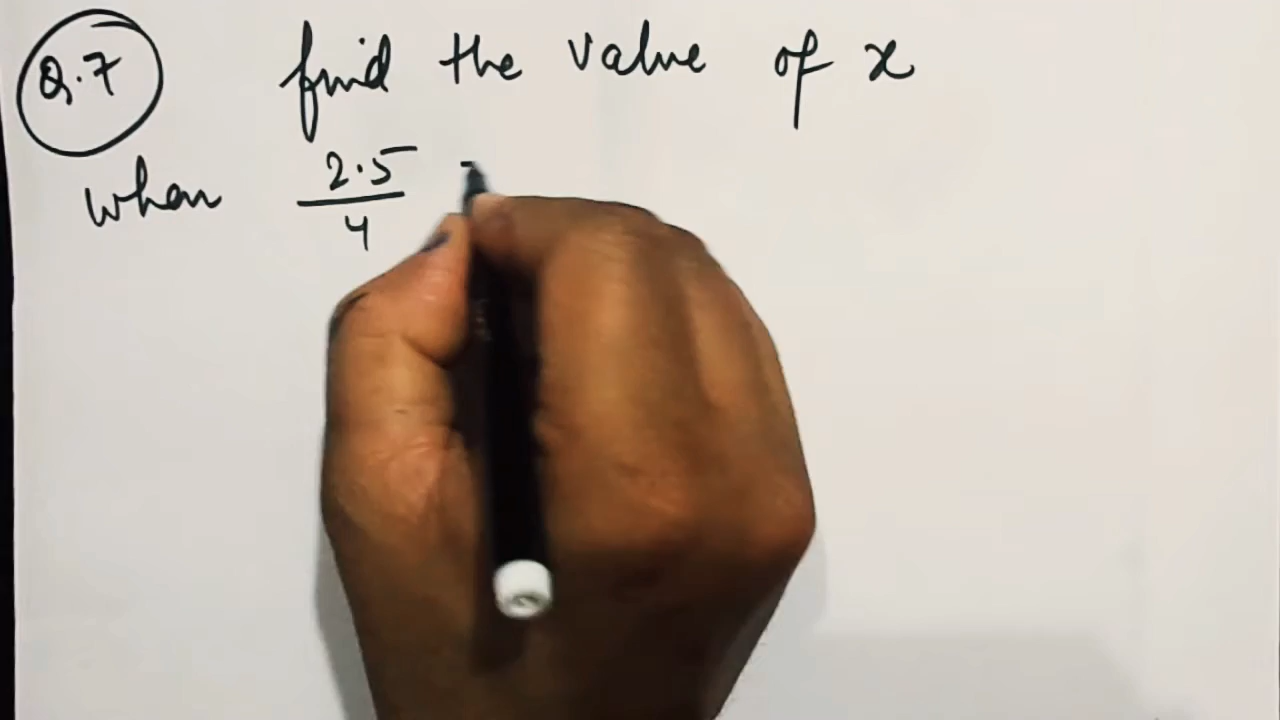 Q.7 find the value of x
when 2.5/4